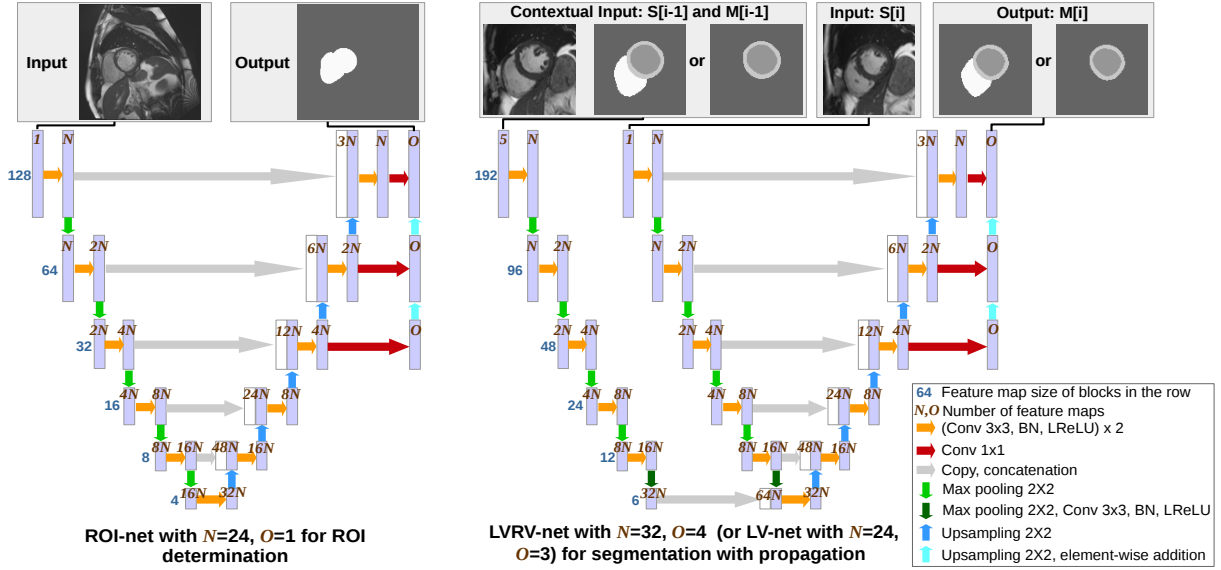 Input
Output
Contextual Input: S[i-1] and M[i-1]
or
Input: S[i]
Output: M[i]
or
1 N 3N N O
128
N 2N 6N 2N O
64
2N 4N 12N 4N O
32
4N 8N 24N 8N
16
8N 16N 48N 16N
8
16N 32N
4
ROI-net with N=24, O=1 for ROI
determination
5 N 1 N 3N N O
192
N 2N N 2N 6N 2N O
96
2N 4N 2N 4N 12N 4N O
48
4N 8N 4N 8N 24N 8N
24
8N 16N 8N 16N 48N 16N
12
32N 64N 32N
6
LVRV-net with N=32, O=4 (or LV-net with N=24,
O=3) for segmentation with propagation
64 Feature map size of blocks in the row
N,O Number of feature maps
(Conv 3x3, BN, LReLU) x 2
Conv 1x1
Copy, concatenation
Max pooling 2X2
Max pooling 2X2, Conv 3x3, BN, LReLU
Upsampling 2X2
Upsampling 2X2, element-wise addition